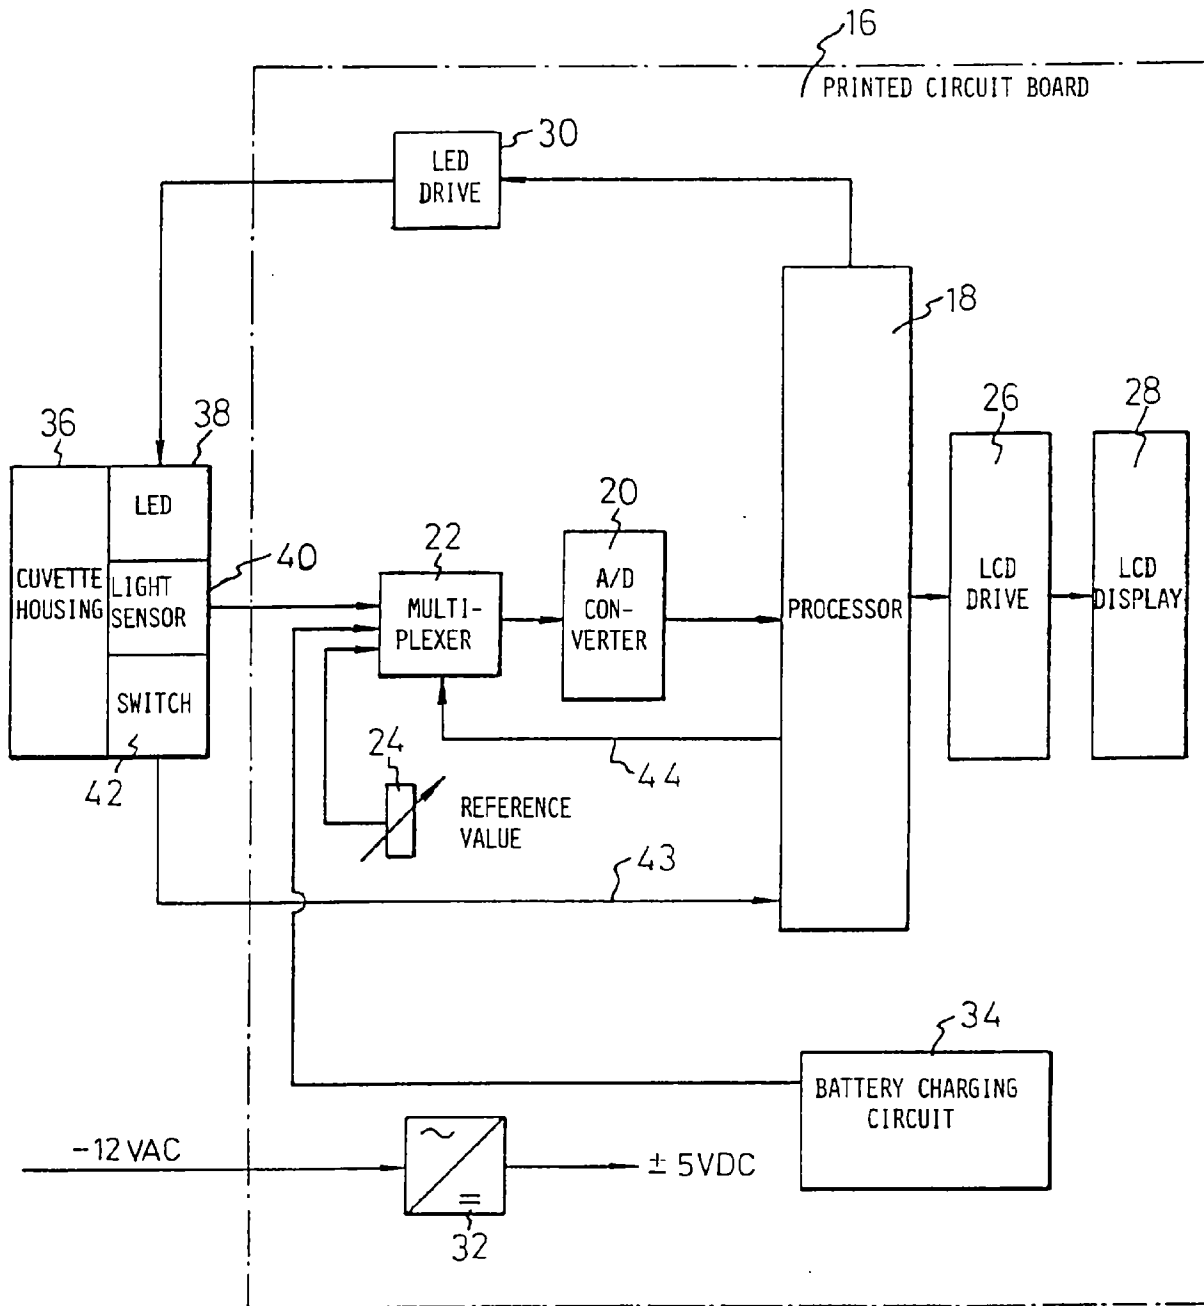 16
PRINTED CIRCUIT BOARD
30
LED
DRIVE
18
36
38
26
28
LED
20
22
40
CUVETTE
HOUSING
LIGHT
SENSOR
MULTI-
PLEXER
A/D
CON-
VERTER
PROCESSOR
LCD
DRIVE
LCD
DISPLAY
SWITCH
42
24
44
REFERENCE
VALUE
43
34
BATTERY CHARGING
CIRCUIT
-12 VAC
~
=
± 5VDC
32